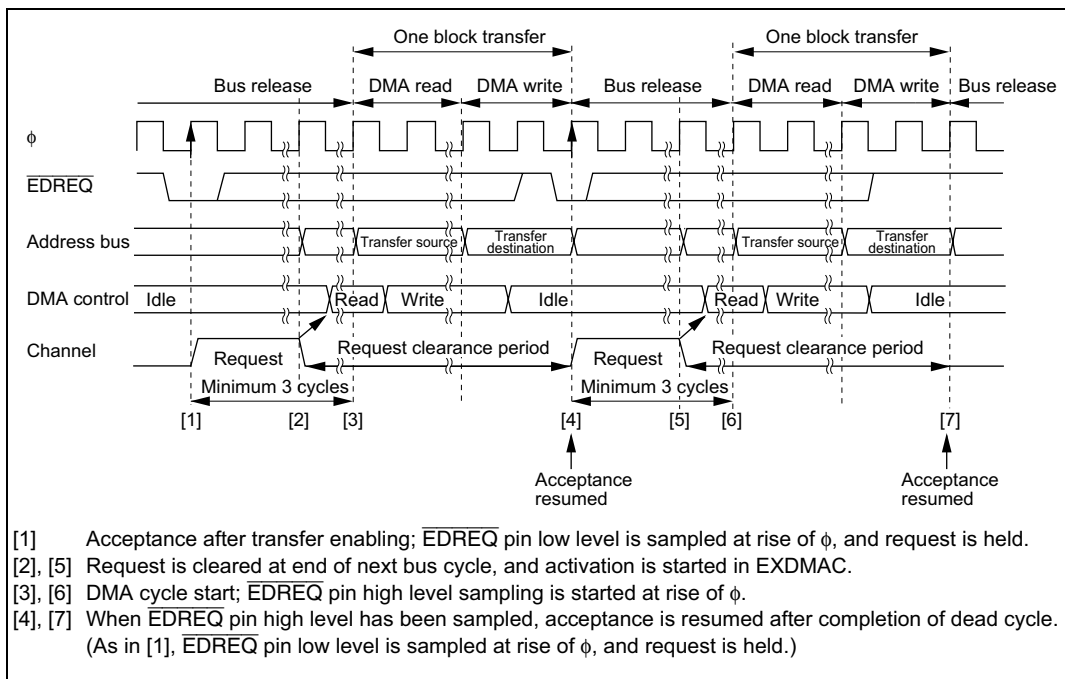 One block transfer One block transfer
Bus release DMA read DMA write Bus release DMA read DMA write Bus release
ϕ
EDREQ
Address bus Transfer source Transfer destination Transfer source Transfer destination
DMA control Idle Read Write Idle Read Write Idle
Channel Request Request clearance period Request Request clearance period
Minimum 3 cycles Minimum 3 cycles
[1] [2] [3] [4] [5] [6] [7]
Acceptance resumed Acceptance resumed
[1] Acceptance after transfer enabling; EDREQ pin low level is sampled at rise of ϕ, and request is held.
[2], [5] Request is cleared at end of next bus cycle, and activation is started in EXDMAC.
[3], [6] DMA cycle start; EDREQ pin high level sampling is started at rise of ϕ.
[4], [7] When EDREQ pin high level has been sampled, acceptance is resumed after completion of dead cycle.
(As in [1], EDREQ pin low level is sampled at rise of ϕ, and request is held.)